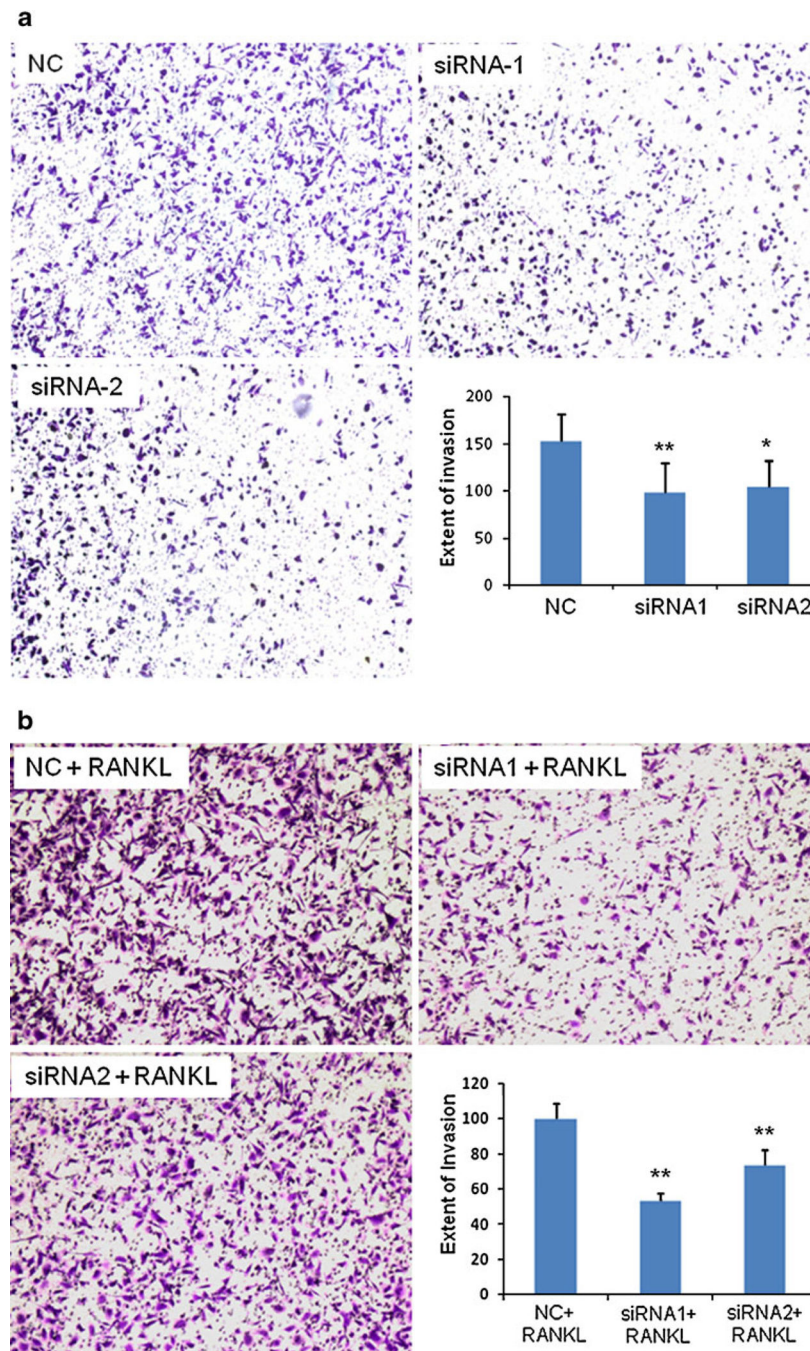 a
NC
siRNA-1
siRNA-2
200
150
100
50
0
Extent of invasion
**
*
NC
siRNA1
siRNA2
b
NC + RANKL
siRNA1 + RANKL
siRNA2 + RANKL
120
100
80
60
40
20
0
Extent of Invasion
**
**
NC+
RANKL
siRNA1+
RANKL
siRNA2+
RANKL